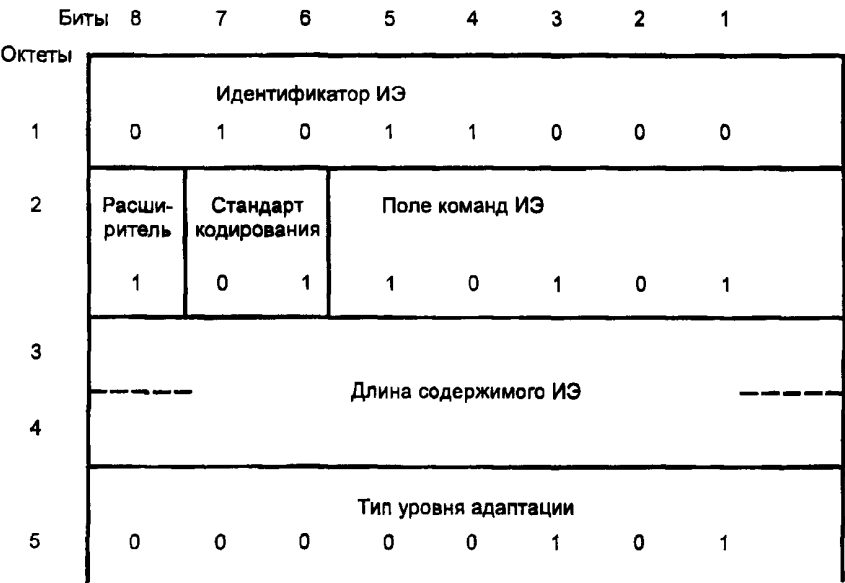 Биты 8 7 6 5 4 3 2 1
Октеты
Идентификатор ИЭ
1 0 1 0 1 1 0 0 0
2 Расши- Стандарт Поле команд ИЭ
ритель кодирования
1 0 1 1 0 1 0 1
3
Длина содержимого ИЭ
4
Тип уровня адаптации
5 0 0 0 0 0 1 0 1